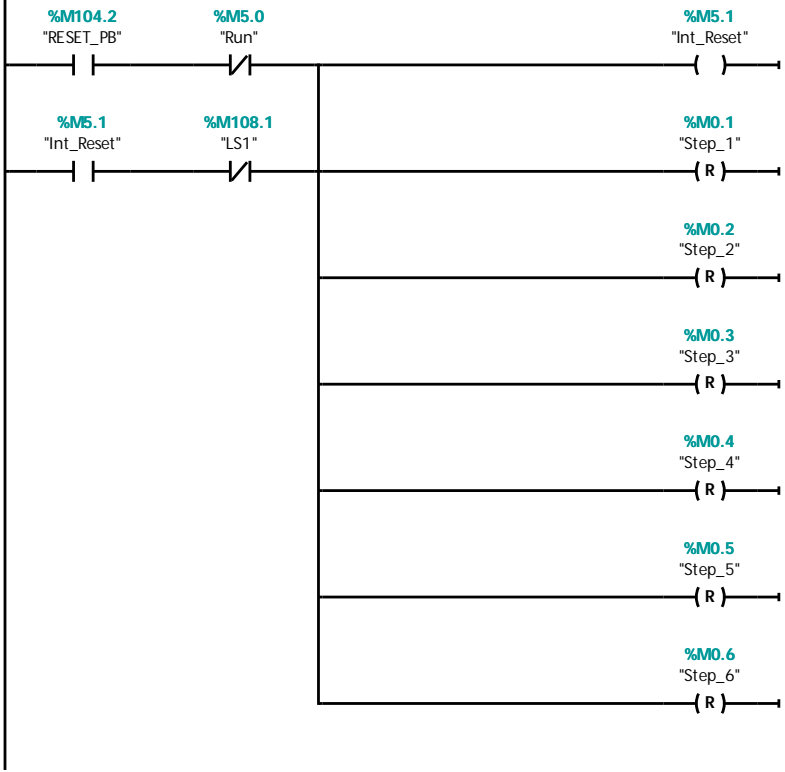 %M104.2 %M5.0 %M5.1
"RESET_PB" "Run" "Int_Reset"
%M5.1 %M108.1 %M0.1
"Int_Reset" "LS1" "Step_1"
R
%M0.2
"Step_2"
R
%M0.3
"Step_3"
R
%M0.4
"Step_4"
R
%M0.5
"Step_5"
R
%M0.6
"Step_6"
R